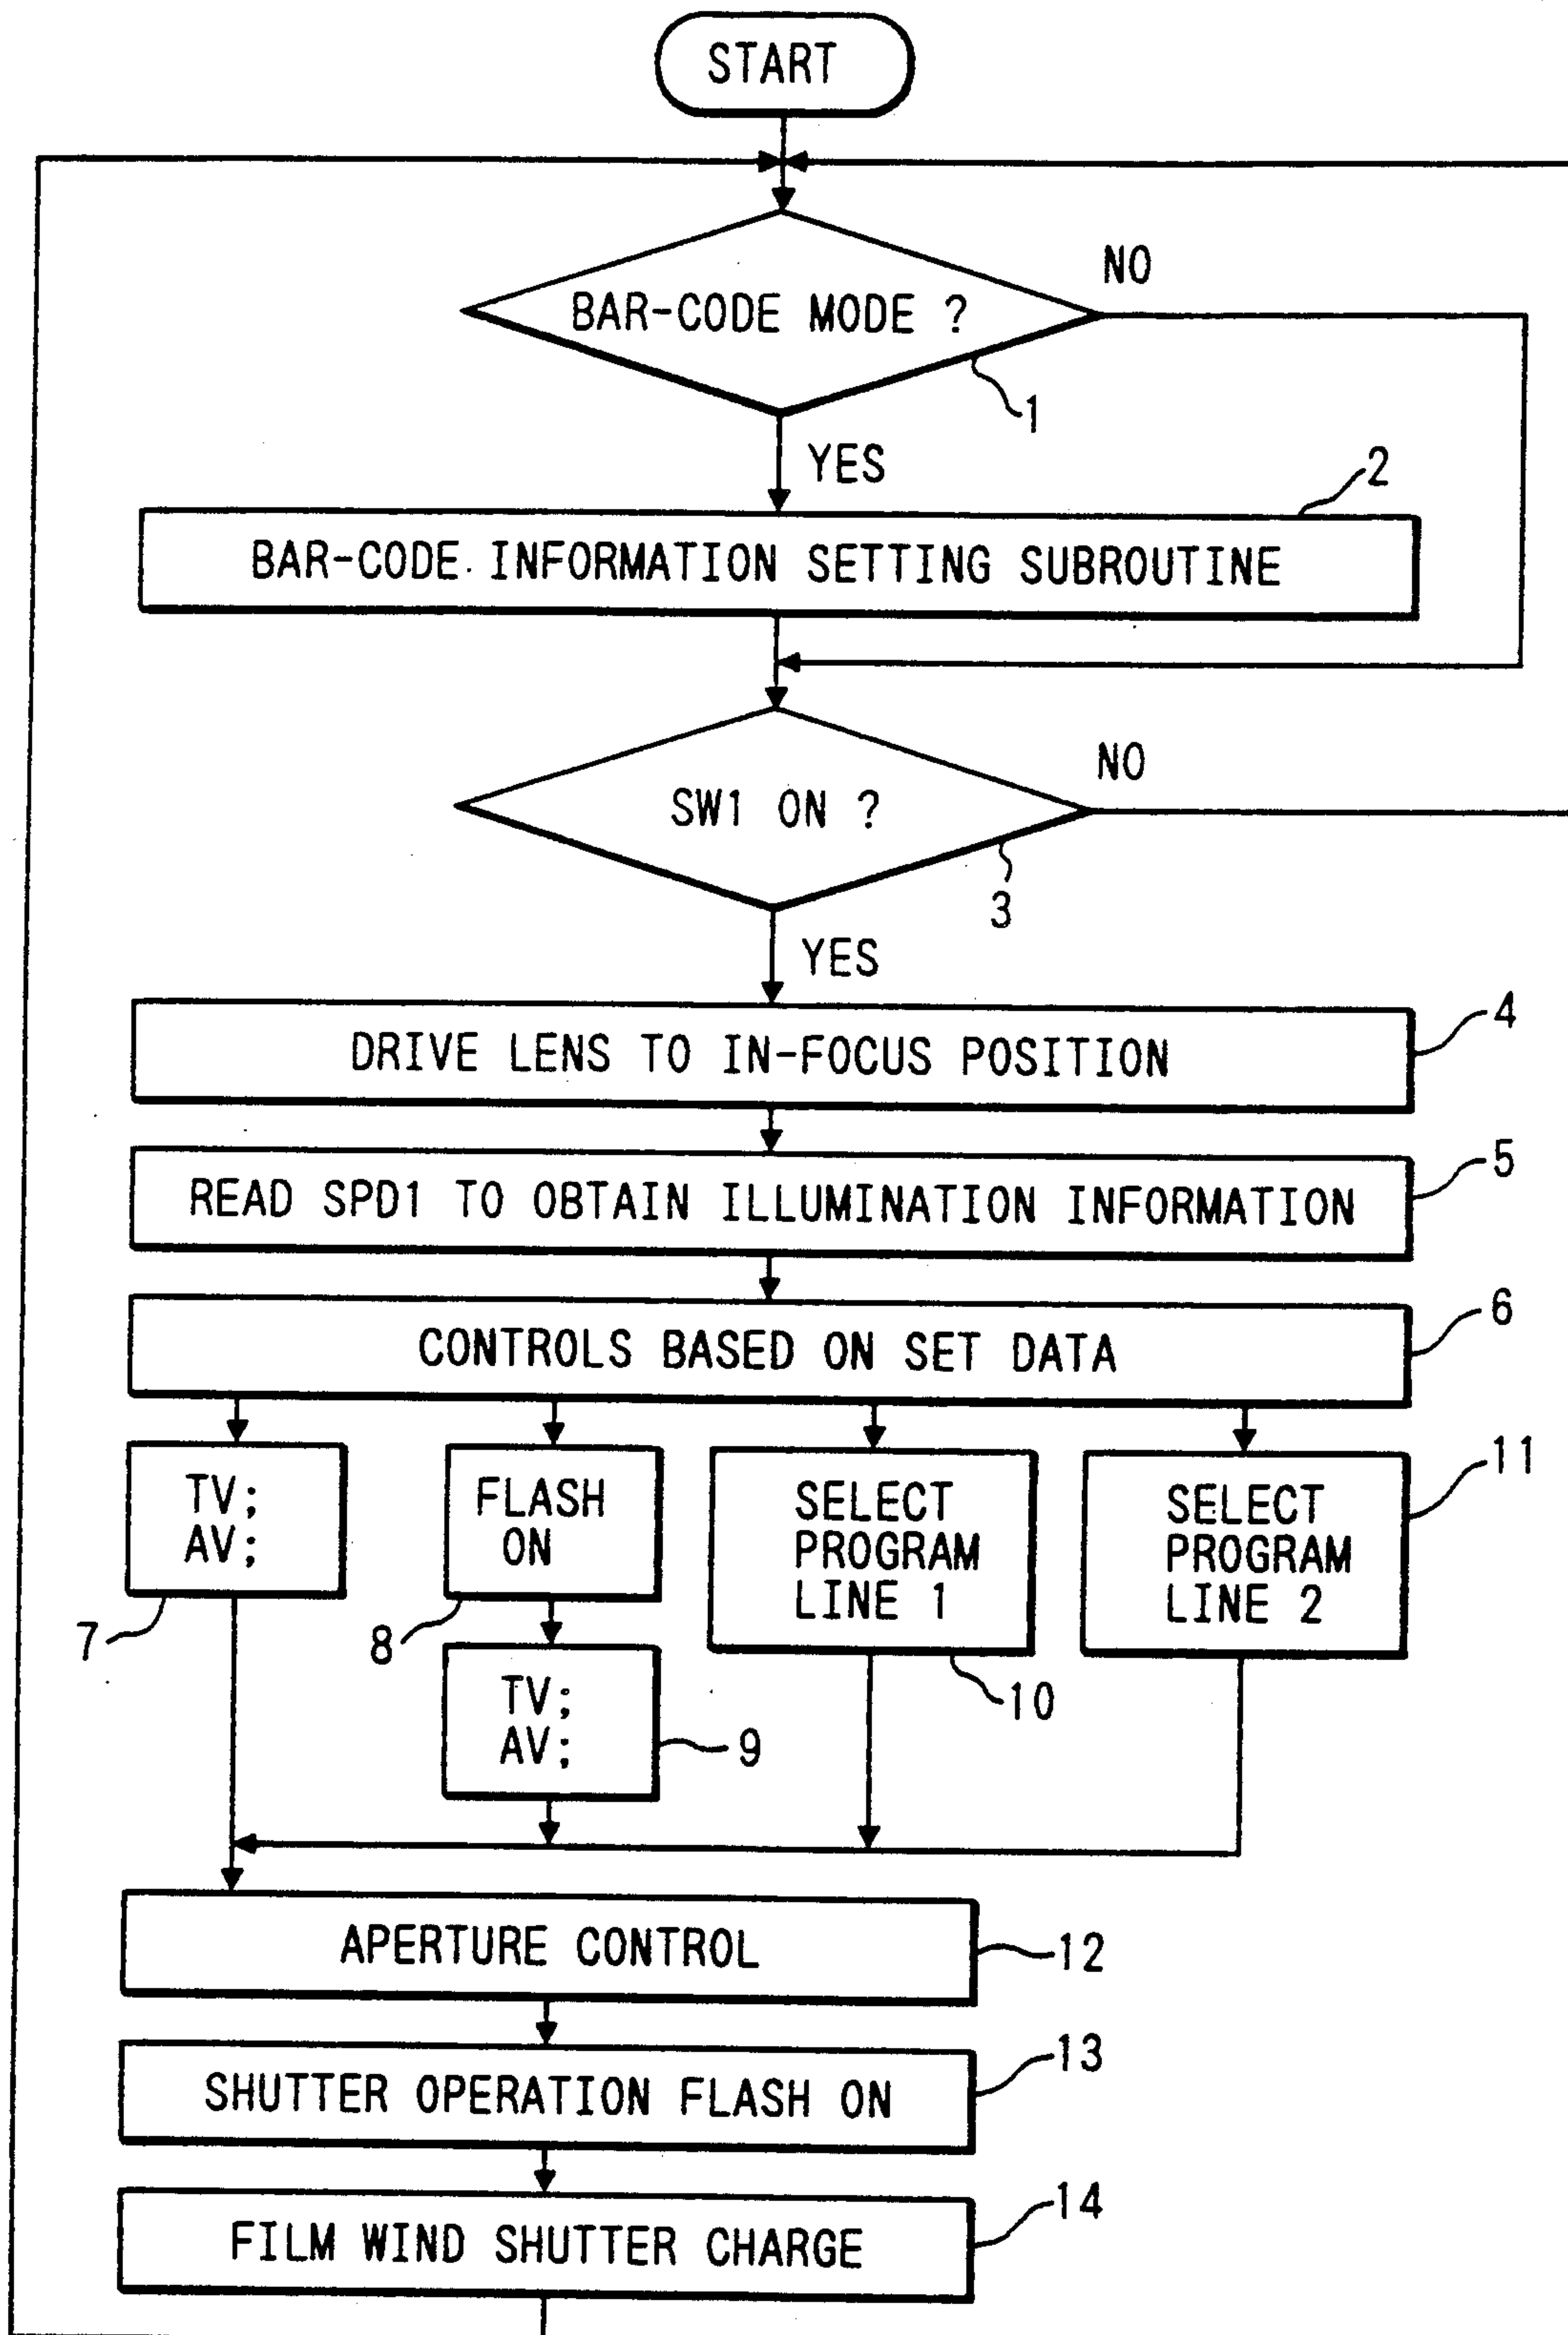 START
NO
BAR-CODE MODE ?
1
YES
2
BAR-CODE INFORMATION SETTING SUBROUTINE
NO
SW1 ON ?
3
YES
4
DRIVE LENS TO IN-FOCUS POSITION
5
READ SPD1 TO OBTAIN ILLUMINATION INFORMATION
6
CONTROLS BASED ON SET DATA
TV;
AV;
7
FLASH
ON
8
TV;
AV;
9
SELECT
PROGRAM
LINE 1
10
SELECT
PROGRAM
LINE 2
11
APERTURE CONTROL
12
SHUTTER OPERATION FLASH ON
13
FILM WIND SHUTTER CHARGE
14